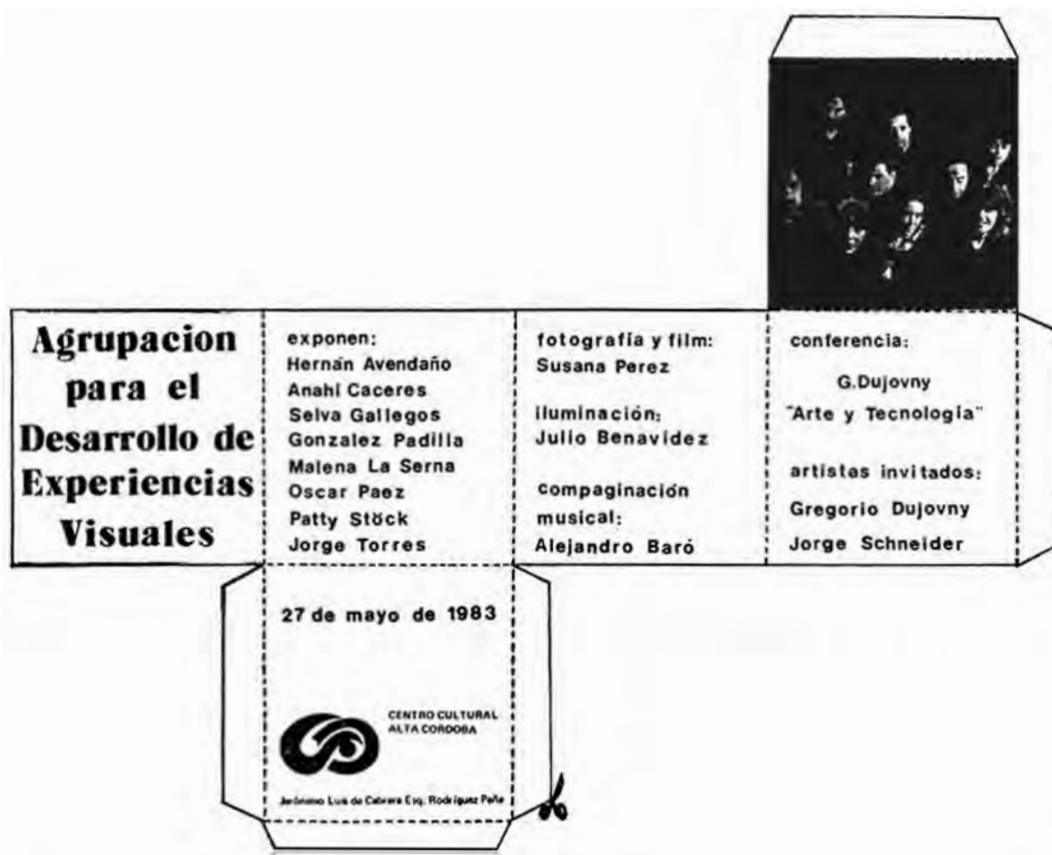 Agrupacion
para el
Desarrollo de
Experiencias
Visuales
exponen:
Hernán Avendaño
Anahi Caceres
Selva Gallegos
Gonzalez Padilla
Malena La Serna
Oscar Paez
Patty Stöck
Jorge Torres
fotografía y film:
Susana Perez
iluminación:
Julio Benavidez
compaginación
musical:
Alejandro Baró
conferencia:
G.Dujovny
"Arte y Tecnologia"
artistas invitados:
Gregorio Dujovny
Jorge Schneider
27 de mayo de 1983
CENTRO CULTURAL
ALTA CORDOBA
Jerónimo Luis de Cabrera Esq. Rodríguez Peña